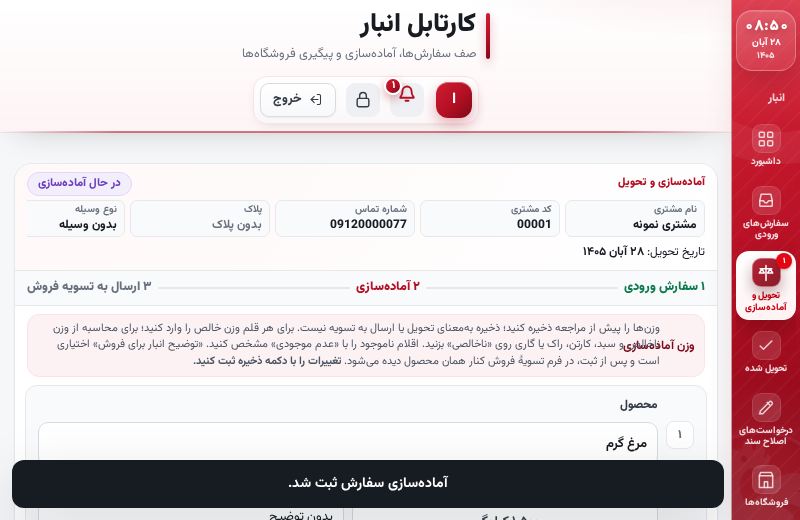 ۰۸:۵۰
۲۸ آبان
۱۴۰۵
انبار
داشبورد
سفارش‌های
ورودی
۱
تحویل و
آماده‌سازی
تحویل شده
درخواست‌های
اصلاح سند
فروشگاه‌ها
کارتابل انبار
صف سفارش‌ها، آماده‌سازی و پیگیری فروشگاه‌ها
ا
۱
خروج
آماده‌سازی و تحویل
در حال آماده‌سازی
نام مشتری
مشتری نمونه
کد مشتری
00001
شماره تماس
09120000077
پلاک
بدون پلاک
نوع وسیله
بدون وسیله
تاریخ تحویل: ۲۸ آبان ۱۴۰۵
۱ سفارش ورودی
۲ آماده‌سازی
۳ ارسال به تسویه فروش
وزن آماده‌سازی
وزن‌ها را پیش از مراجعه ذخیره کنید؛ ذخیره به‌معنای تحویل یا ارسال به تسویه نیست. برای هر قلم وزن خالص را وارد کنید؛ برای محاسبه از وزن
ناخالص و سبد، کارتن، راک یا گاری روی «ناخالصی» بزنید. اقلام ناموجود را با «عدم موجودی» مشخص کنید. «توضیح انبار برای فروش» اختیاری
است و پس از ثبت، در فرم تسویهٔ فروش کنار همان محصول دیده می‌شود. تغییرات را با دکمه ذخیره ثبت کنید.
۱
محصول
مرغ گرم
آماده‌سازی سفارش ثبت شد.
بدون توضیح